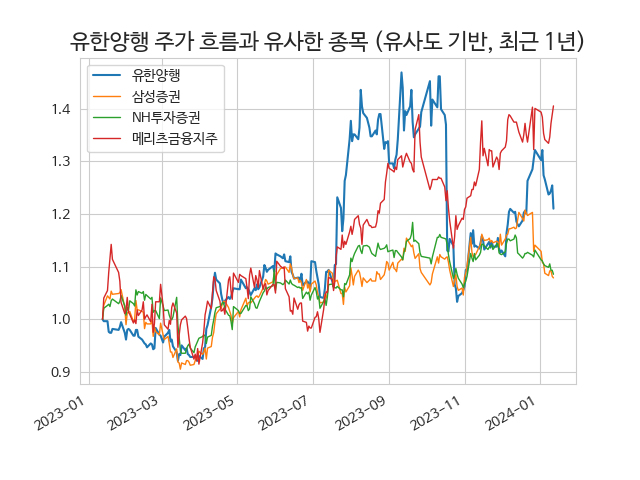 유한양행 주가 흐름과 유사한 종목 (유사도 기반, 최근 1년)
유한양행
삼성증권
NH투자증권
메리츠금융지주
1.4
1.3
1.2
1.1
1.0
0.9
2023-01
2023-03
2023-05
2023-07
2023-09
2023-11
2024-01